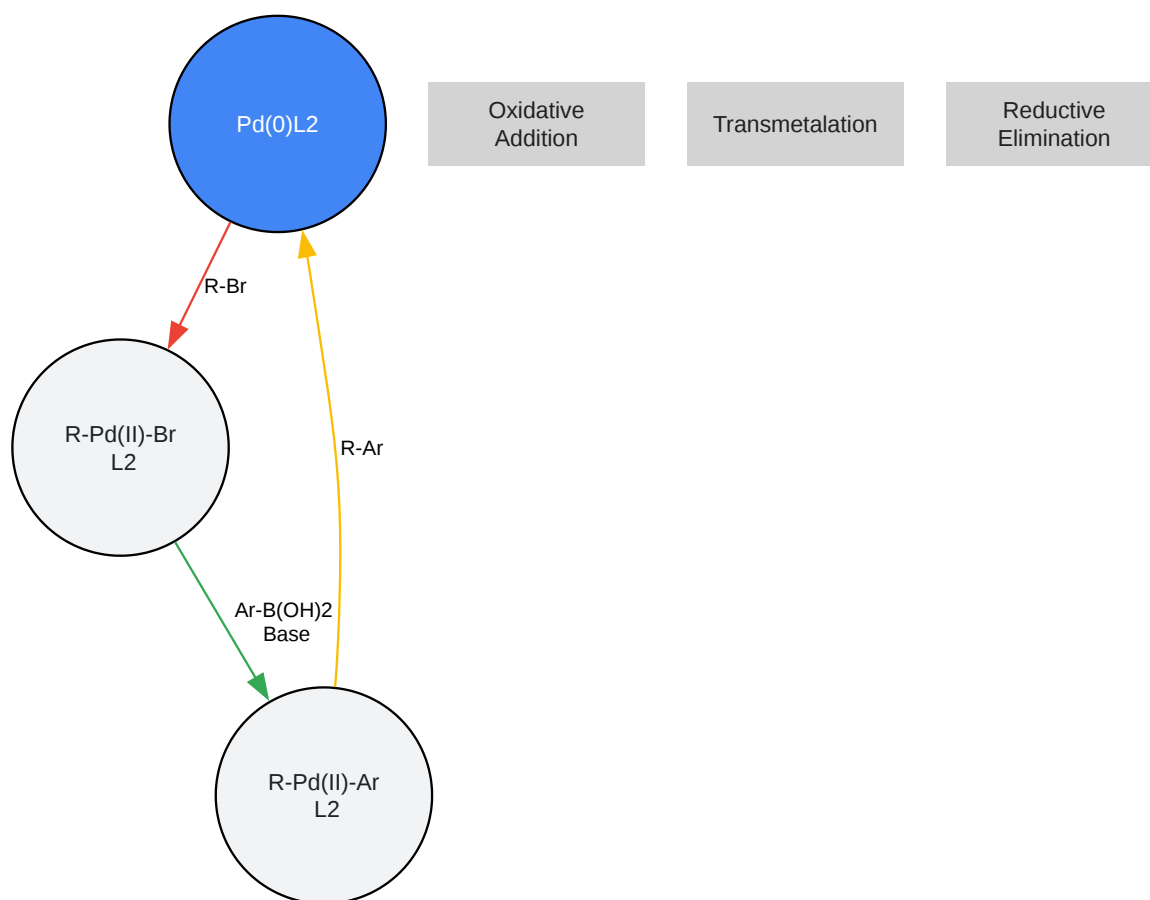 Pd(0)L2
Oxidative
Addition
Transmetalation
Reductive
Elimination
R-Br
R-Pd(II)-Br
L2
R-Ar
Ar-B(OH)2
Base
R-Pd(II)-Ar
L2